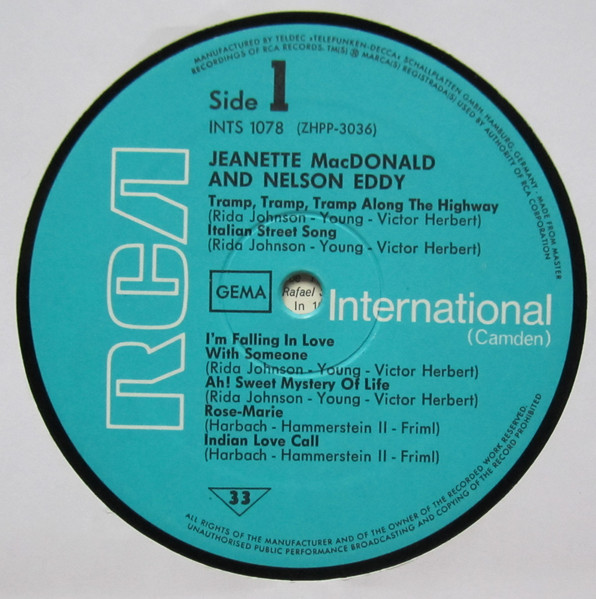 MANUFACTURED BY TELDEC »TELEFUNKEN-DECCA« SCHALLPLATTEN GMBH, HAMBURG, GERMANY · MADE FROM MASTER
RECORDINGS OF RCA RECORDS. TM(S) ® MARCA(S) REGISTRADA(S) USED BY AUTHORITY OF RCA CORPORATION
Side 1
INTS 1078 (ZHPP-3036)
JEANETTE MacDONALD
AND NELSON EDDY
Tramp, Tramp, Tramp Along The Highway
(Rida Johnson - Young - Victor Herbert)
Italian Street Song
(Rida Johnson - Young - Victor Herbert)
RCA
GEMA
Rafael
In
International
(Camden)
I'm Falling In Love
With Someone
(Rida Johnson - Young - Victor Herbert)
Ah! Sweet Mystery Of Life
(Rida Johnson - Young - Victor Herbert)
Rose-Marie
(Harbach - Hammerstein II - Friml)
Indian Love Call
(Harbach - Hammerstein II - Friml)
33
ALL RIGHTS OF THE MANUFACTURER AND OF THE OWNER OF THE RECORDED WORK RESERVED.
UNAUTHORISED PUBLIC PERFORMANCE BROADCASTING AND COPYING OF THE RECORD PROHIBITED